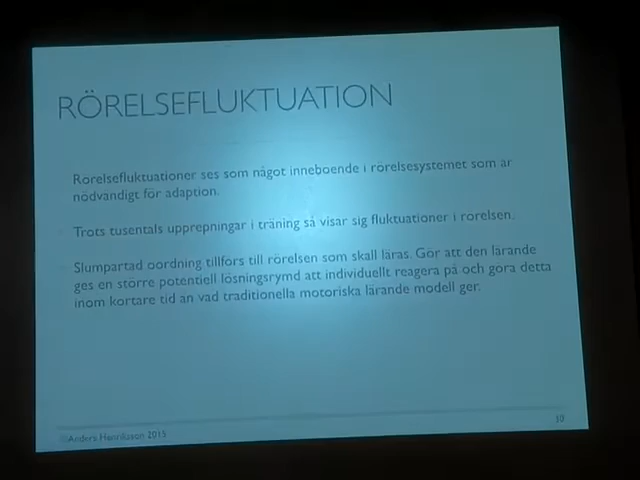 RÖRELSEFLUKTUATION
Rörelsefluktuationer ses som något inneboende i rörelsesystemet som är
nödvändigt för adaption.
Trots tusentals upprepningar i träning så visar sig fluktuationer i rörelsen.
Slumpartad oordning tillförs till rörelsen som skall läras. Gör att den lärande
ges en större potentiell lösningsrymd att individuellt reagera på och göra detta
inom kortare tid än vad traditionella motoriska lärande modell ger.
©Anders Henriksson 2015
50